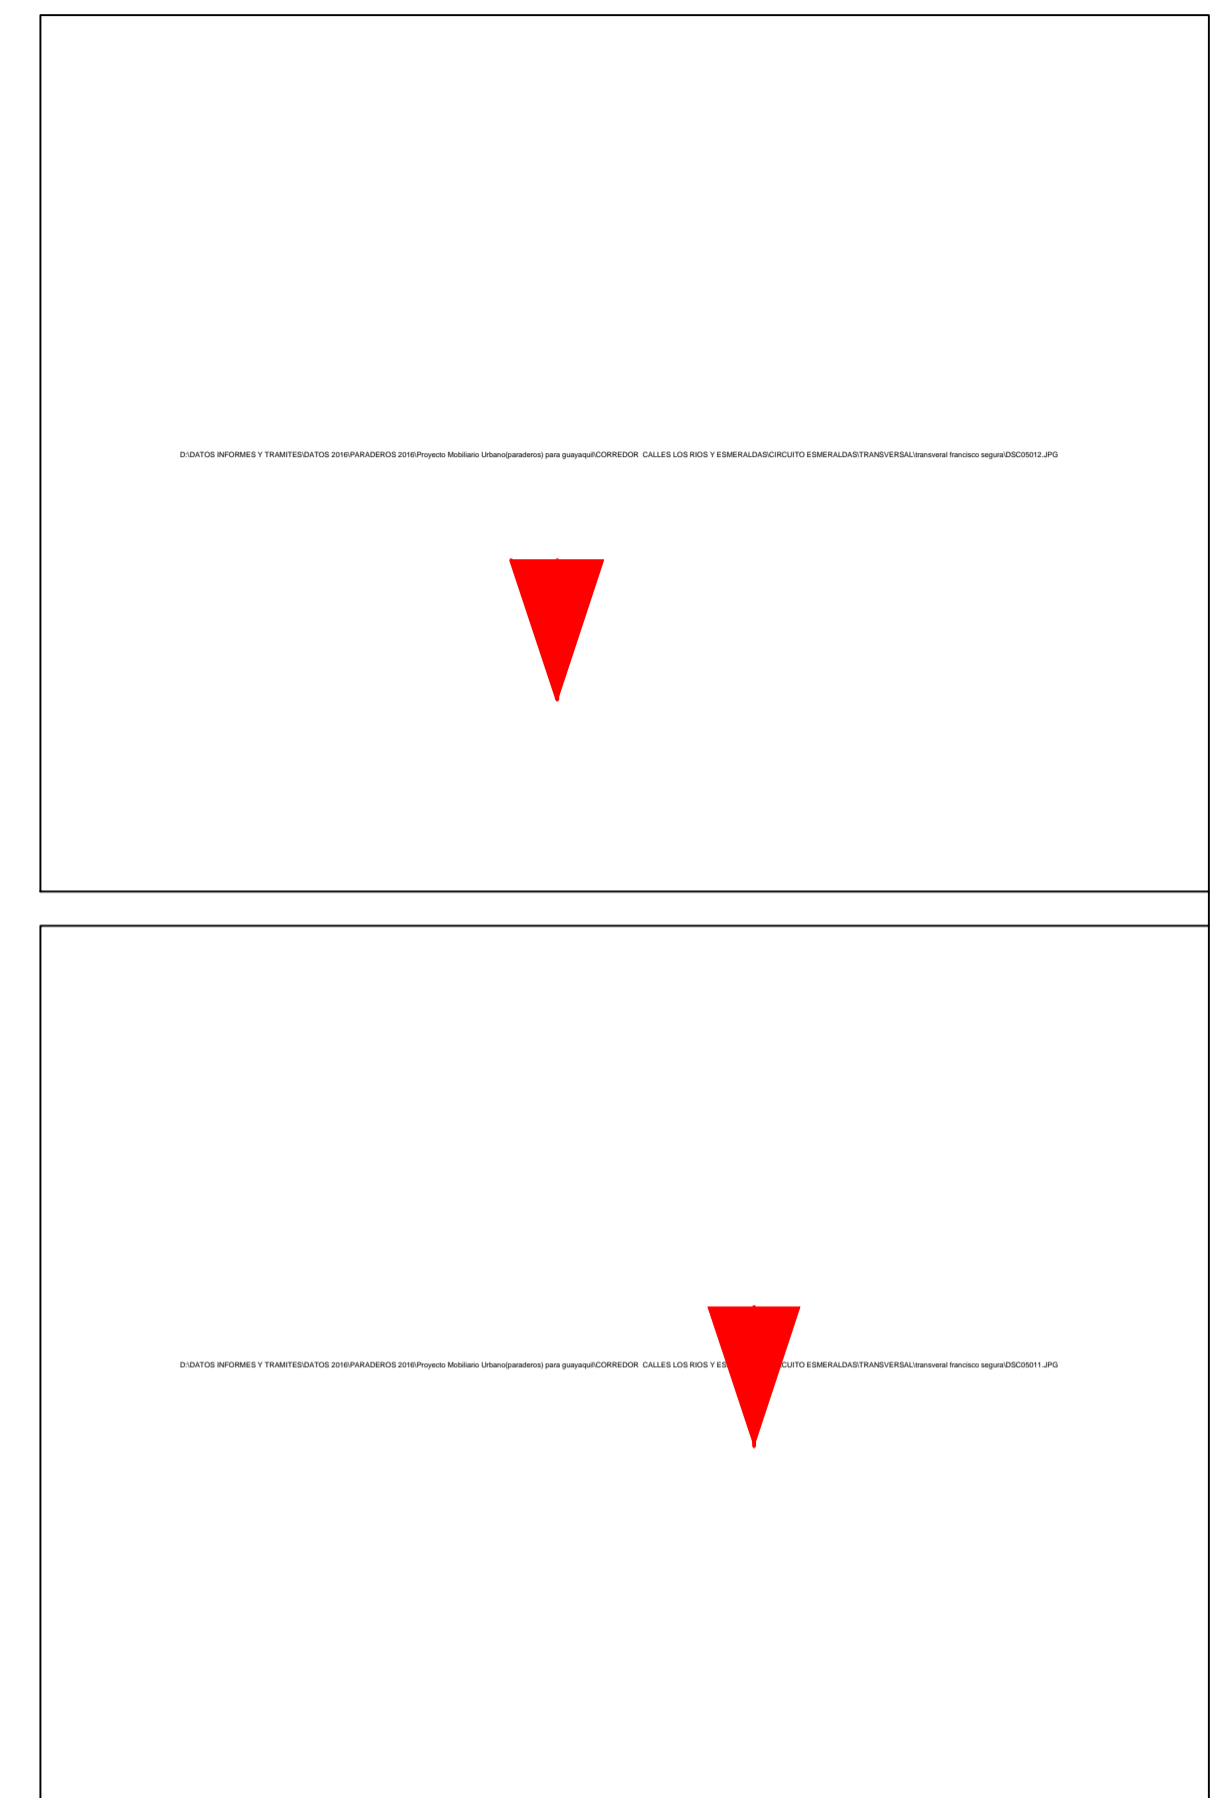 D:\DATOS INFORMES Y TRAMITES\DATOS 2016\PARADEROS 2016\Proyecto Mobiliario Urbano(paraderos) para guayaquil\CORREDOR  CALLES LOS RIOS Y ESMERALDAS\CIRCUITO ESMERALDAS\TRANSVERSAL\transveral francisco segura\DSC05012.JPG
D:\DATOS INFORMES Y TRAMITES\DATOS 2016\PARADEROS 2016\Proyecto Mobiliario Urbano(paraderos) para guayaquil\CORREDOR  CALLES LOS RIOS Y ES CUITO ESMERALDAS\TRANSVERSAL\transveral francisco segura\DSC05011.JPG